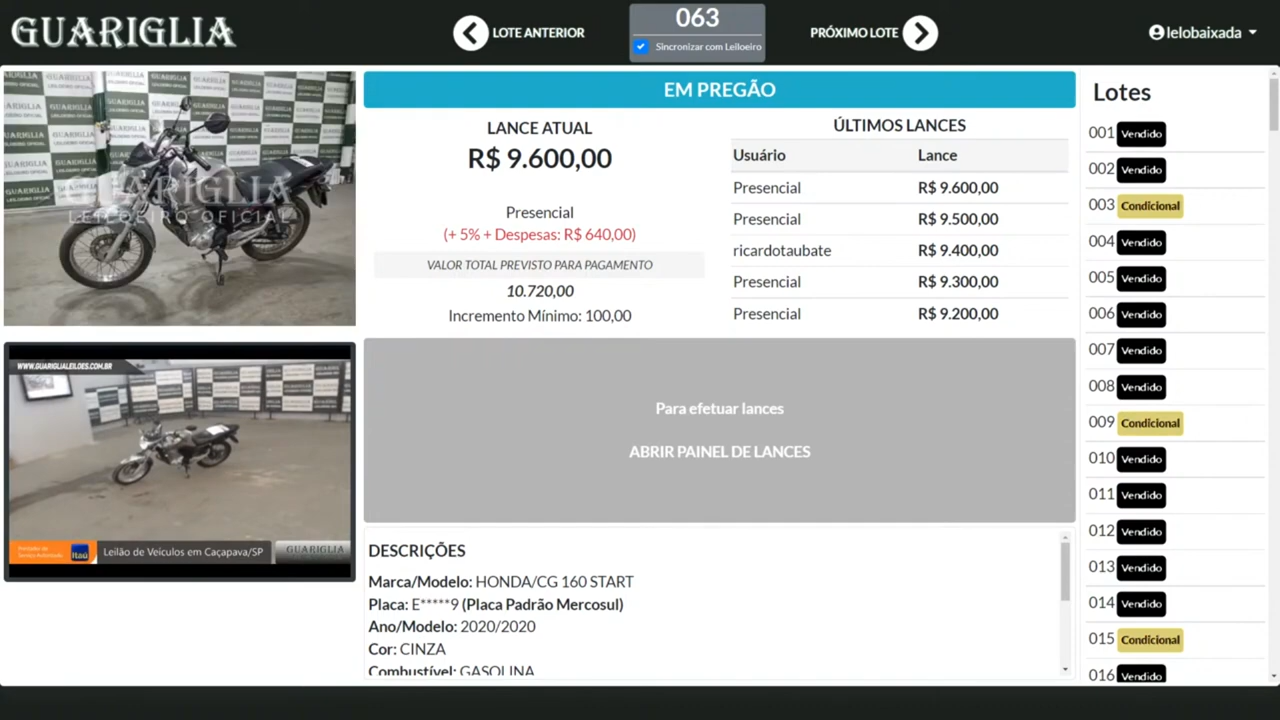 GUARIGLIA
LOTE ANTERIOR
063
Sincronizar com Leiloeiro
PRÓXIMO LOTE
lelobaixada
GUARIGLIA
LEILOEIRO OFICIAL
WWW.GUARIGLIALEILOES.COM.BR
Itaú
Leilão de Veículos em Caçapava/SP
GUARIGLIA
EM PREGÃO
LANCE ATUAL
R$ 9.600,00
Presencial
(+ 5% + Despesas: R$ 640,00)
VALOR TOTAL PREVISTO PARA PAGAMENTO
10.720,00
Incremento Mínimo: 100,00
ÚLTIMOS LANCES
Usuário Lance
Presencial R$ 9.600,00
Presencial R$ 9.500,00
ricardotaubate R$ 9.400,00
Presencial R$ 9.300,00
Presencial R$ 9.200,00
Para efetuar lances
ABRIR PAINEL DE LANCES
DESCRIÇÕES
Marca/Modelo: HONDA/CG 160 START
Placa: E*****9 (Placa Padrão Mercosul)
Ano/Modelo: 2020/2020
Cor: CINZA
Combustível: GASOLINA
Lotes
001 Vendido
002 Vendido
003 Condicional
004 Vendido
005 Vendido
006 Vendido
007 Vendido
008 Vendido
009 Condicional
010 Vendido
011 Vendido
012 Vendido
013 Vendido
014 Vendido
015 Condicional
016 Vendido